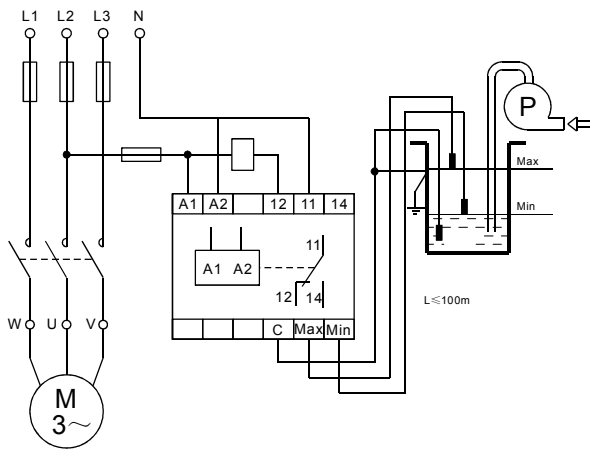 L1 L2 L3 N
P
Max
Min
A1 A2 12 11 14
11
A1 A2
12 14
L≤100m
W U V
C Max Min
M
3～